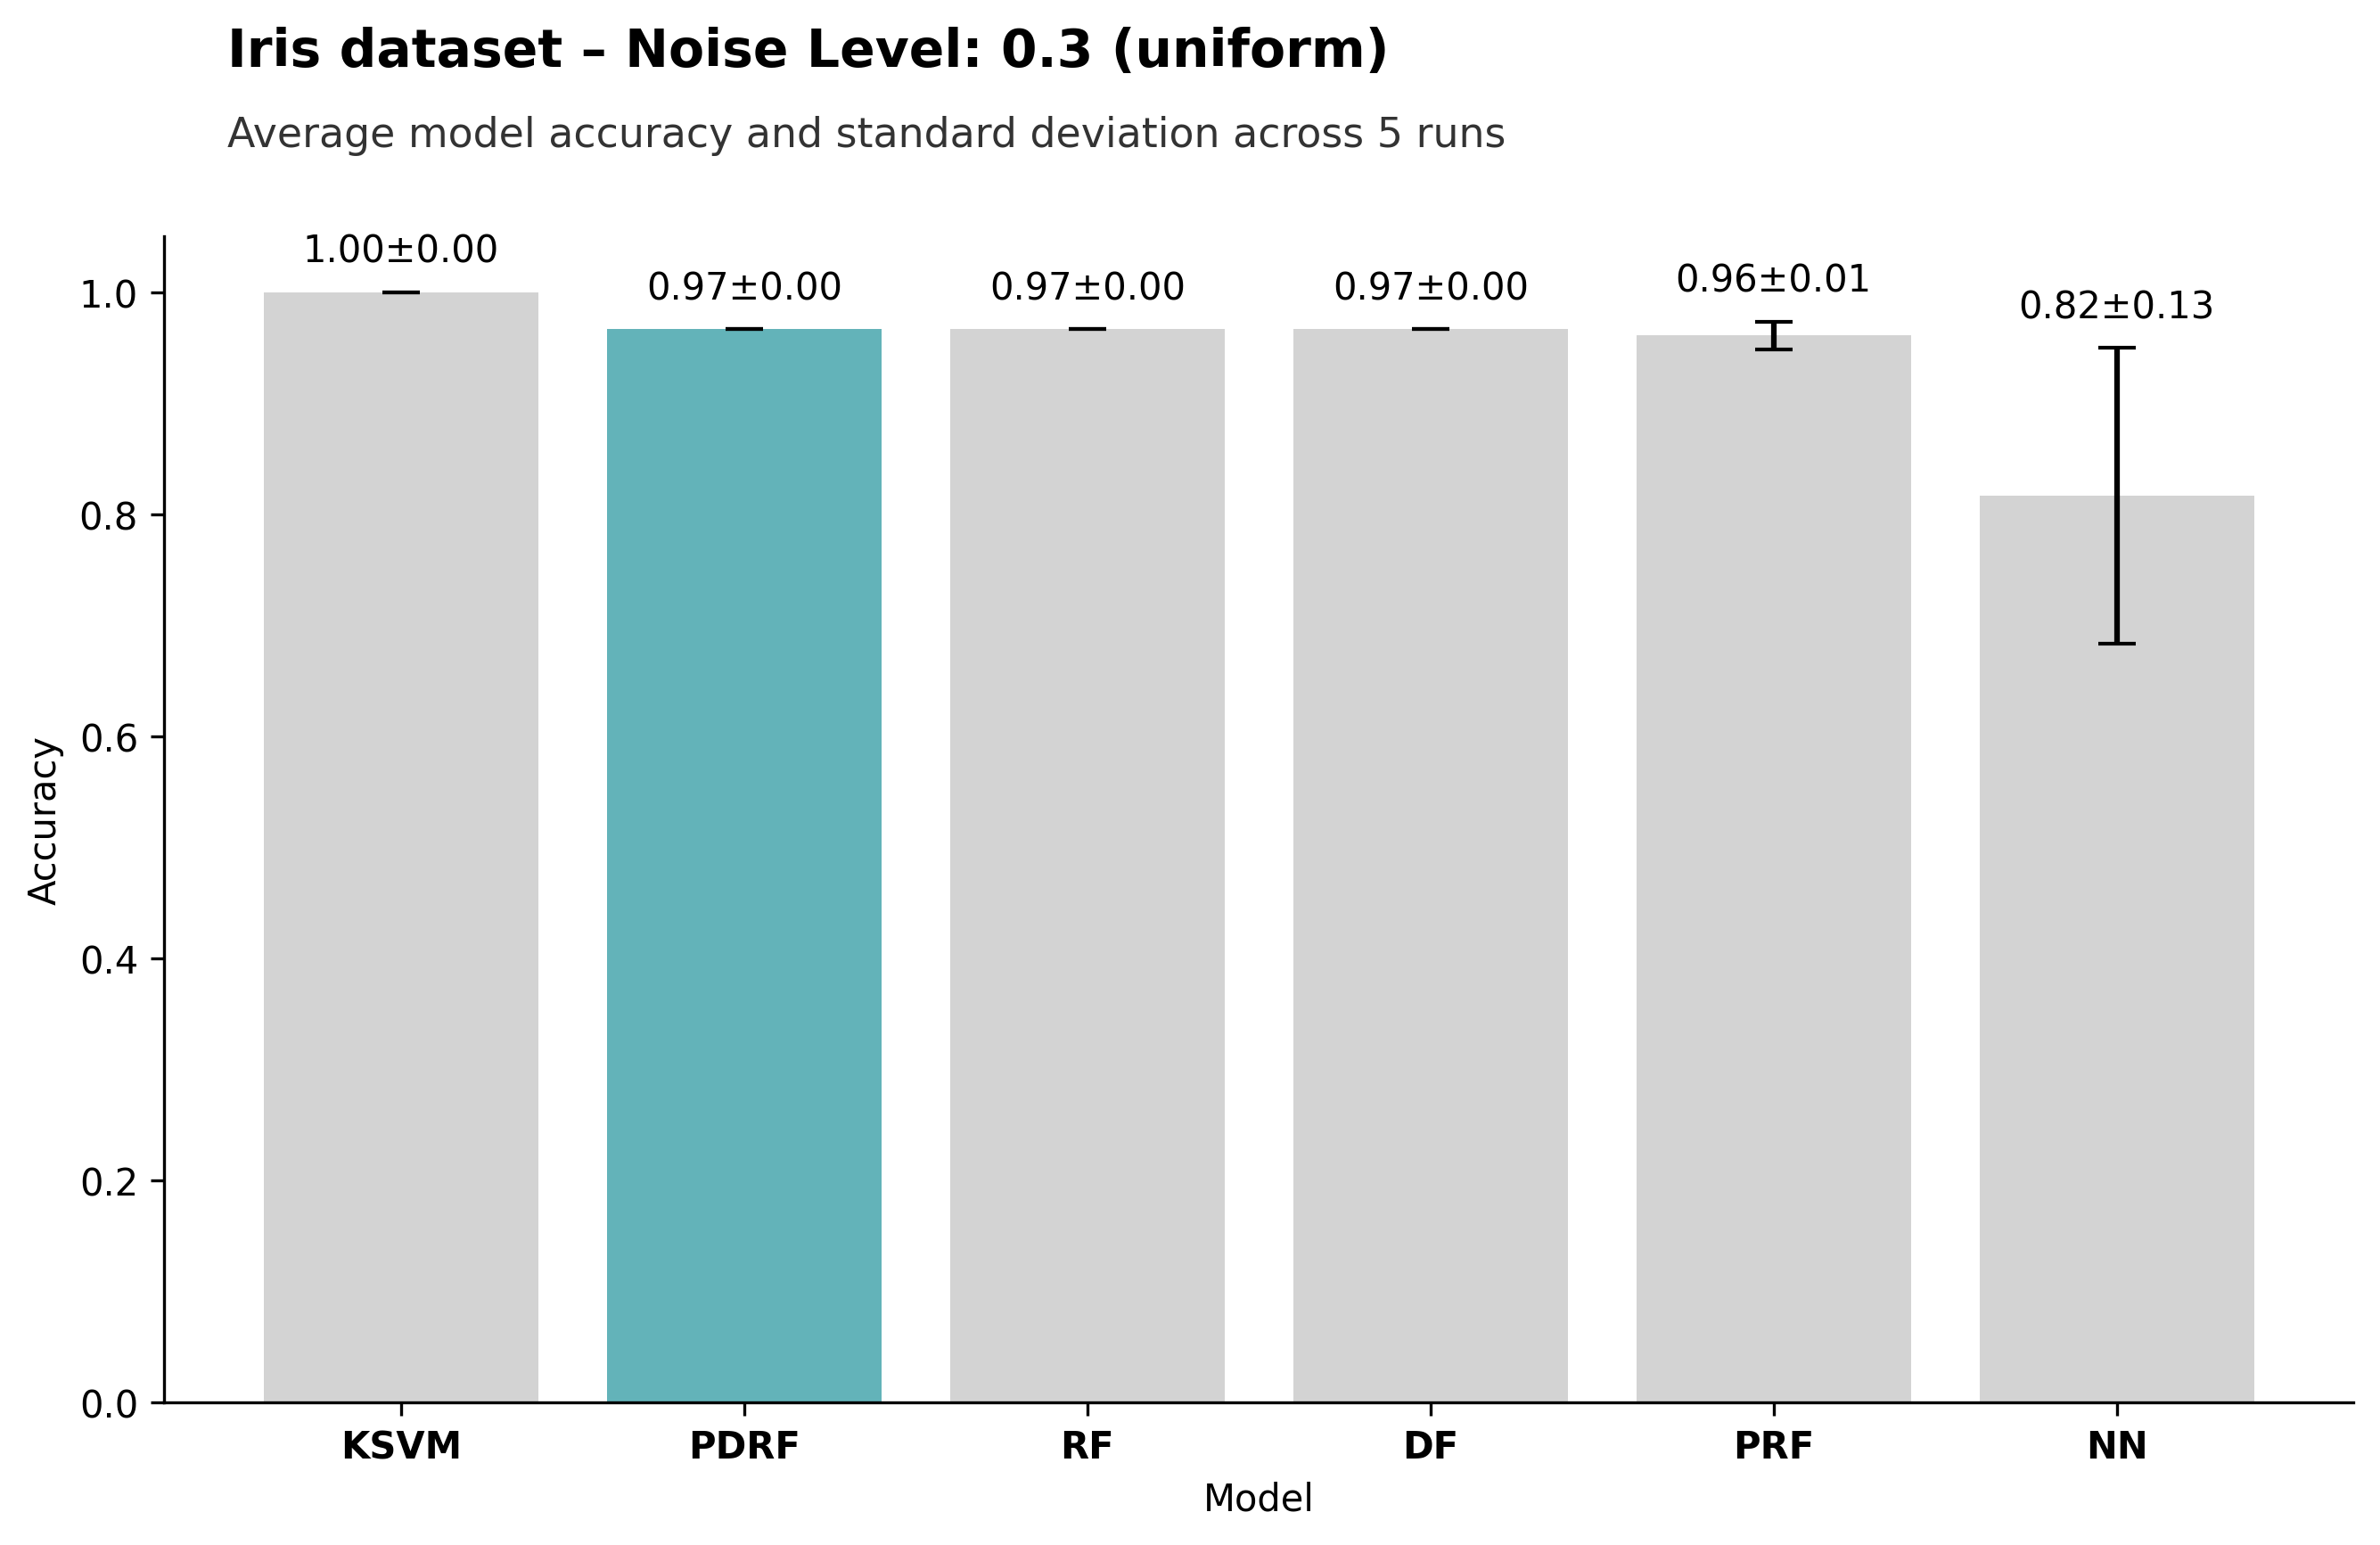 Iris dataset – Noise Level: 0.3 (uniform)
Average model accuracy and standard deviation across 5 runs
1.00±0.00
0.97±0.00
0.97±0.00
0.97±0.00
0.96±0.01
0.82±0.13
1.0
0.8
0.6
0.4
0.2
0.0
Accuracy
KSVM
PDRF
RF
DF
PRF
NN
Model